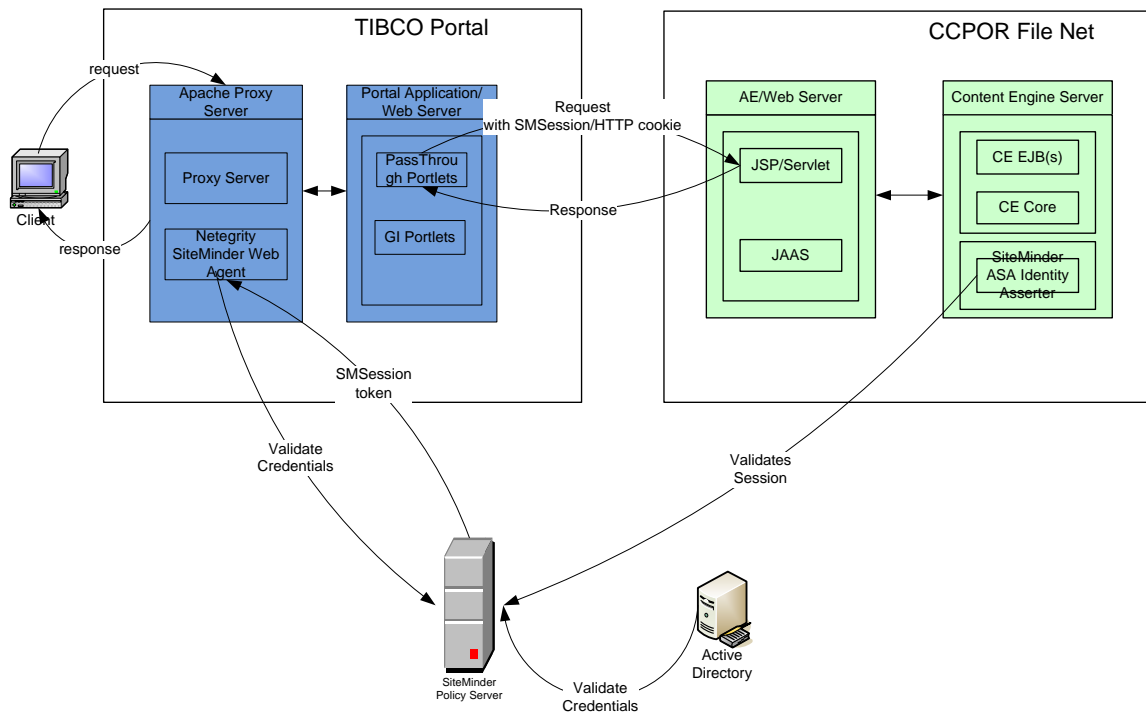 TIBCO Portal
CCPOR File Net
request
Apache Proxy
Server
Portal Application/
Web Server
Request
with SMSession/HTTP cookie
AE/Web Server
Content Engine Server
Proxy Server
PassThrou
gh Portlets
JSP/Servlet
CE EJB(s)
Client
Response
CE Core
response
Netegrity
SiteMinder Web
Agent
GI Portlets
JAAS
SiteMinder
ASA Identity
Asserter
SMSession
token
Validate
Credentials
Validates
Session
SiteMinder
Policy Server
Active
Directory
Validate
Credentials